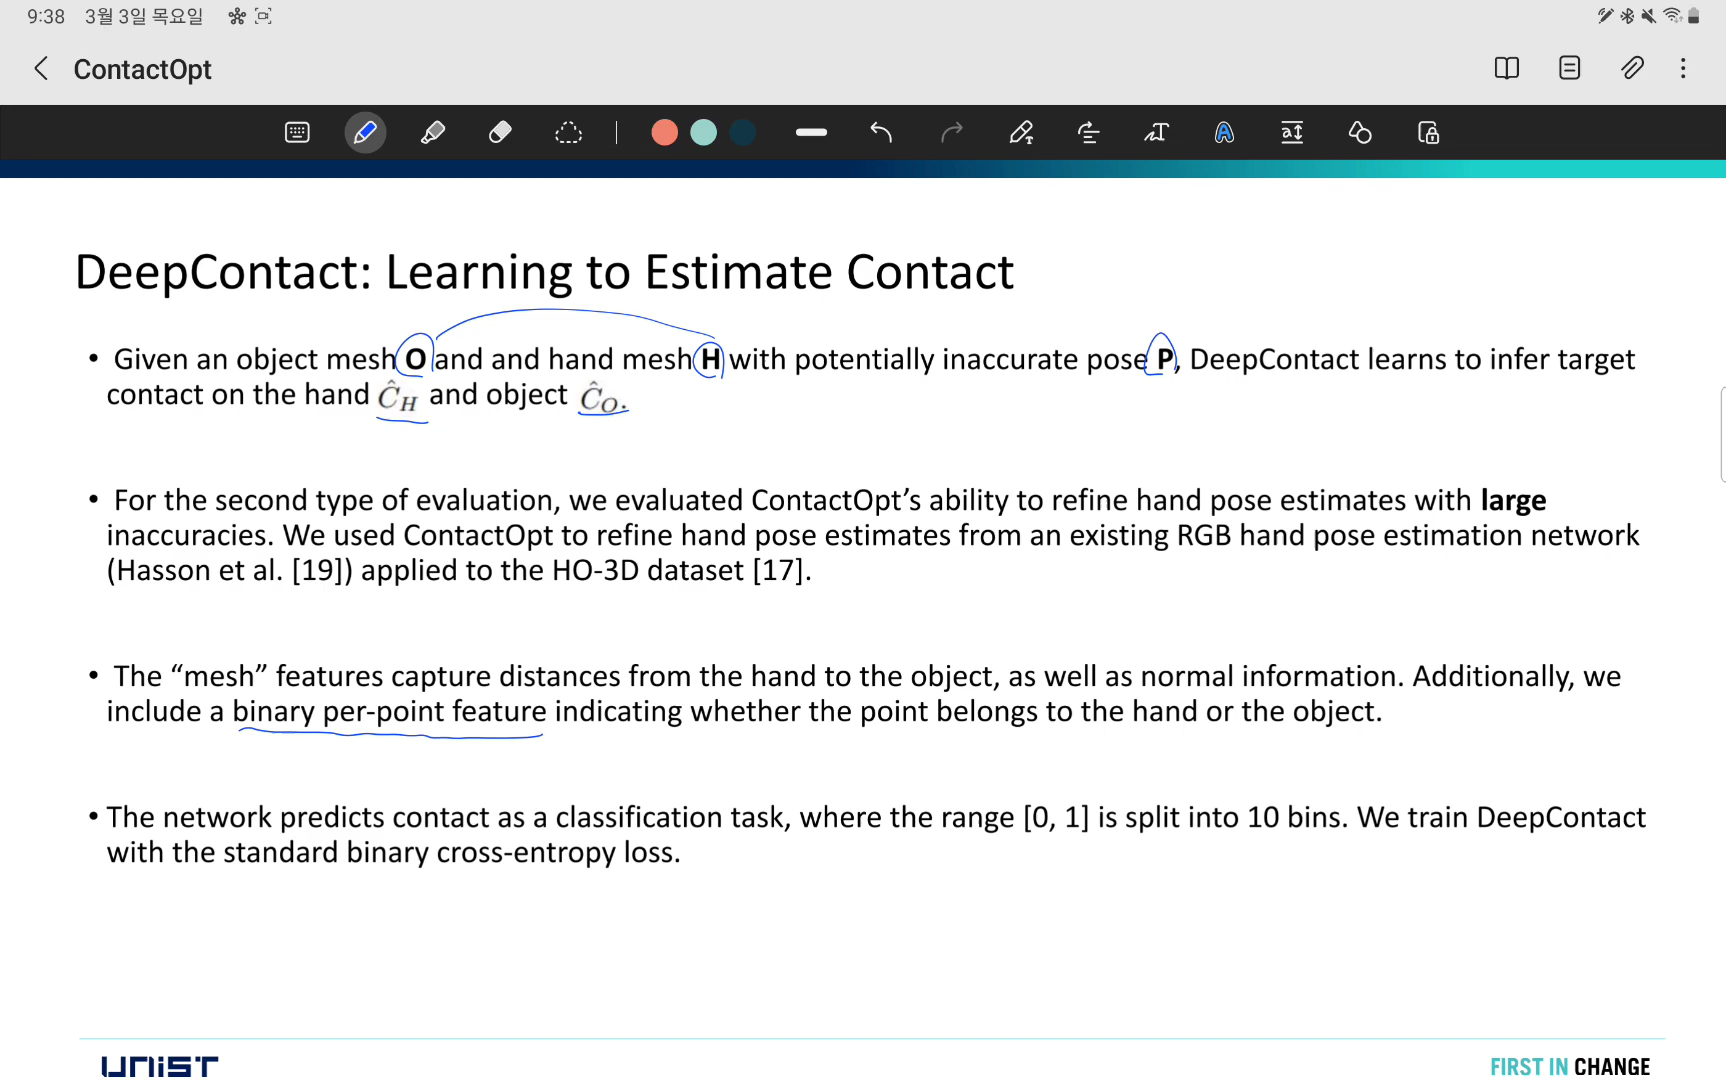 9:38 3월 3일 목요일
ContactOpt
DeepContact: Learning to Estimate Contact
• Given an object mesh O and and hand mesh H with potentially inaccurate pose P, DeepContact learns to infer target
contact on the hand Ĉ_H and object Ĉ_O.
• For the second type of evaluation, we evaluated ContactOpt’s ability to refine hand pose estimates with large
inaccuracies. We used ContactOpt to refine hand pose estimates from an existing RGB hand pose estimation network
(Hasson et al. [19]) applied to the HO-3D dataset [17].
• The “mesh” features capture distances from the hand to the object, as well as normal information. Additionally, we
include a binary per-point feature indicating whether the point belongs to the hand or the object.
• The network predicts contact as a classification task, where the range [0, 1] is split into 10 bins. We train DeepContact
with the standard binary cross-entropy loss.
UNIST
FIRST IN CHANGE